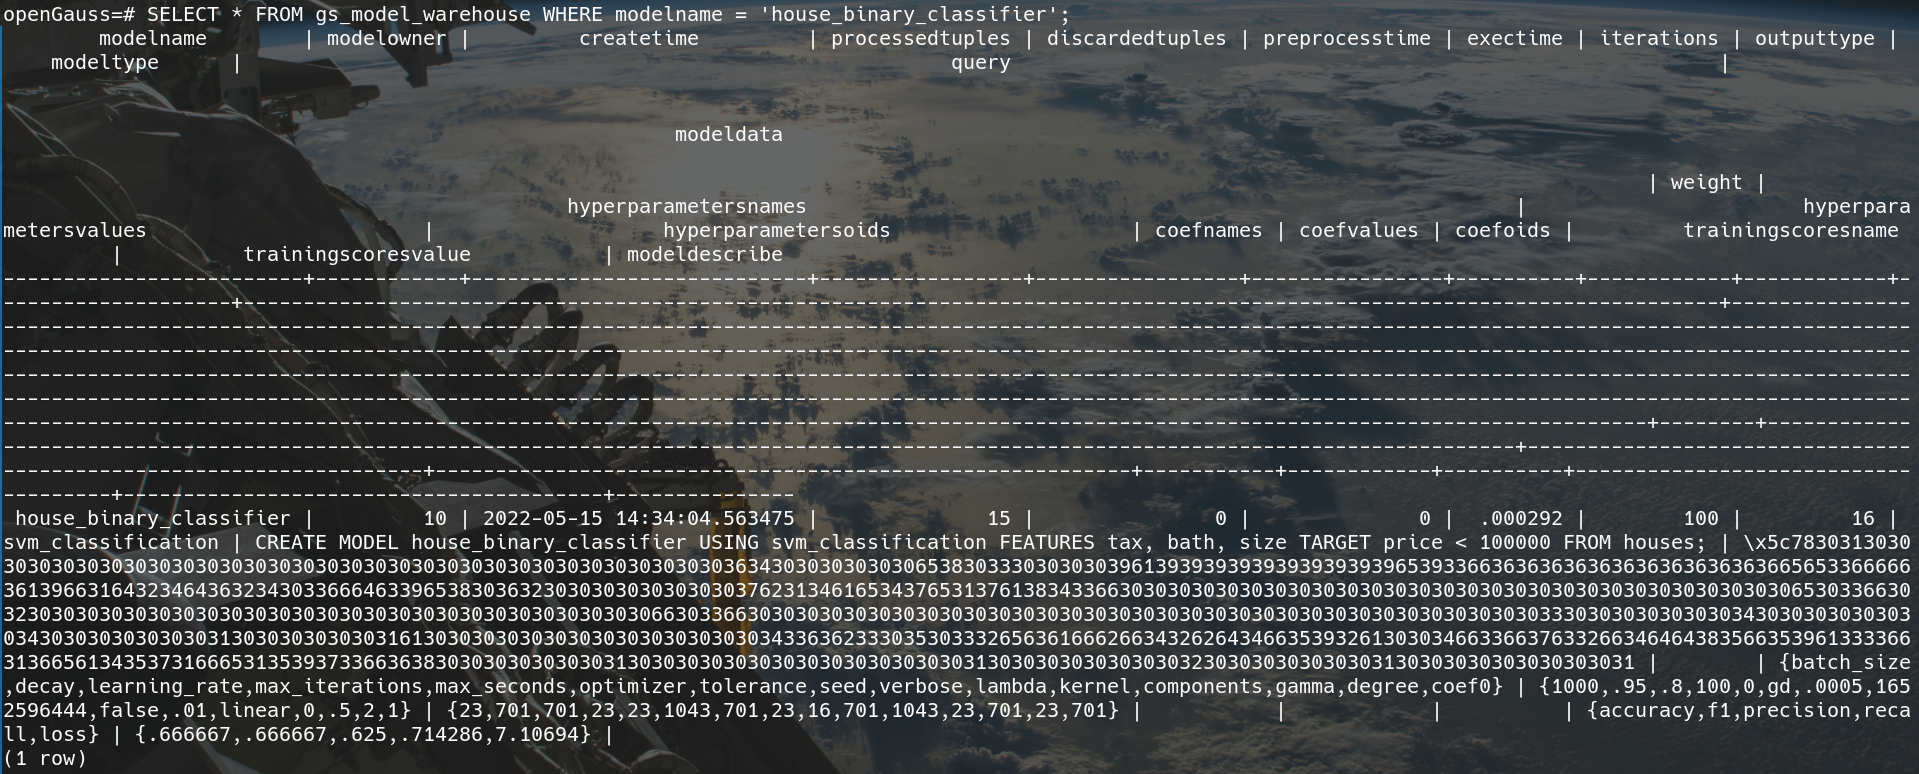 openGauss=# SELECT * FROM gs_model_warehouse WHERE modelname = 'house_binary_classifier';
modelname | modelowner | createtime | processedtuples | discardedtuples | preprocesstime | exectime | iterations | outputtype |
modeltype | query |
modeldata
| weight |
hyperparametersnames | hyperpara
metersvalues | hyperparametersoids | coefnames | coefvalues | coefoids | trainingscoresname
| trainingscoresvalue | modeldescribe
house_binary_classifier | 10 | 2022-05-15 14:34:04.563475 | 15 | 0 | 0 | .000292 | 100 | 16 |
svm_classification | CREATE MODEL house_binary_classifier USING svm_classification FEATURES tax, bath, size TARGET price < 100000 FROM houses; | \x5c7830313030
| | {batch_size
,decay,learning_rate,max_iterations,max_seconds,optimizer,tolerance,seed,verbose,lambda,kernel,components,gamma,degree,coef0} | {1000,.95,.8,100,0,gd,.0005,165
2596444,false,.01,linear,0,.5,2,1} | {23,701,701,23,23,1043,701,23,16,701,1043,23,701,23,701} | | | | {accuracy,f1,precision,reca
ll,loss} | {.666667,.666667,.625,.714286,7.10694} |
(1 row)